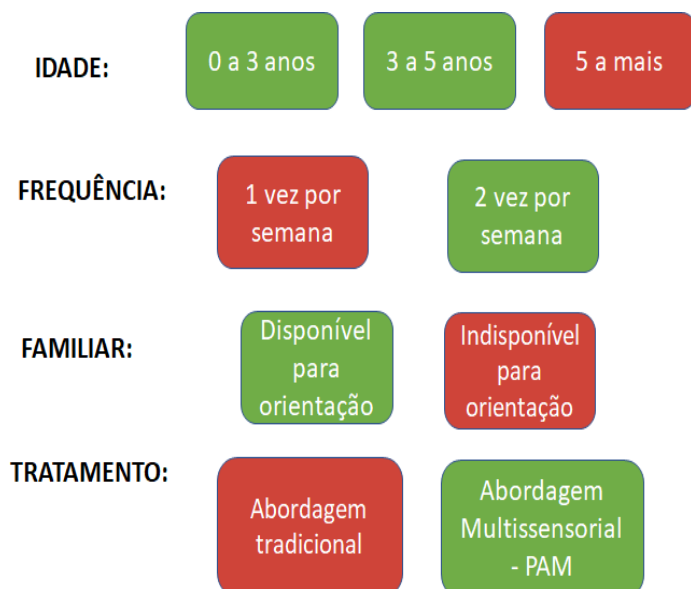 IDADE:
0 a 3 anos
3 a 5 anos
5 a mais
FREQUÊNCIA:
1 vez por
semana
2 vez por
semana
FAMILIAR:
Disponível
para
orientação
Indisponível
para
orientação
TRATAMENTO:
Abordagem
tradicional
Abordagem
Multissensorial
- PAM